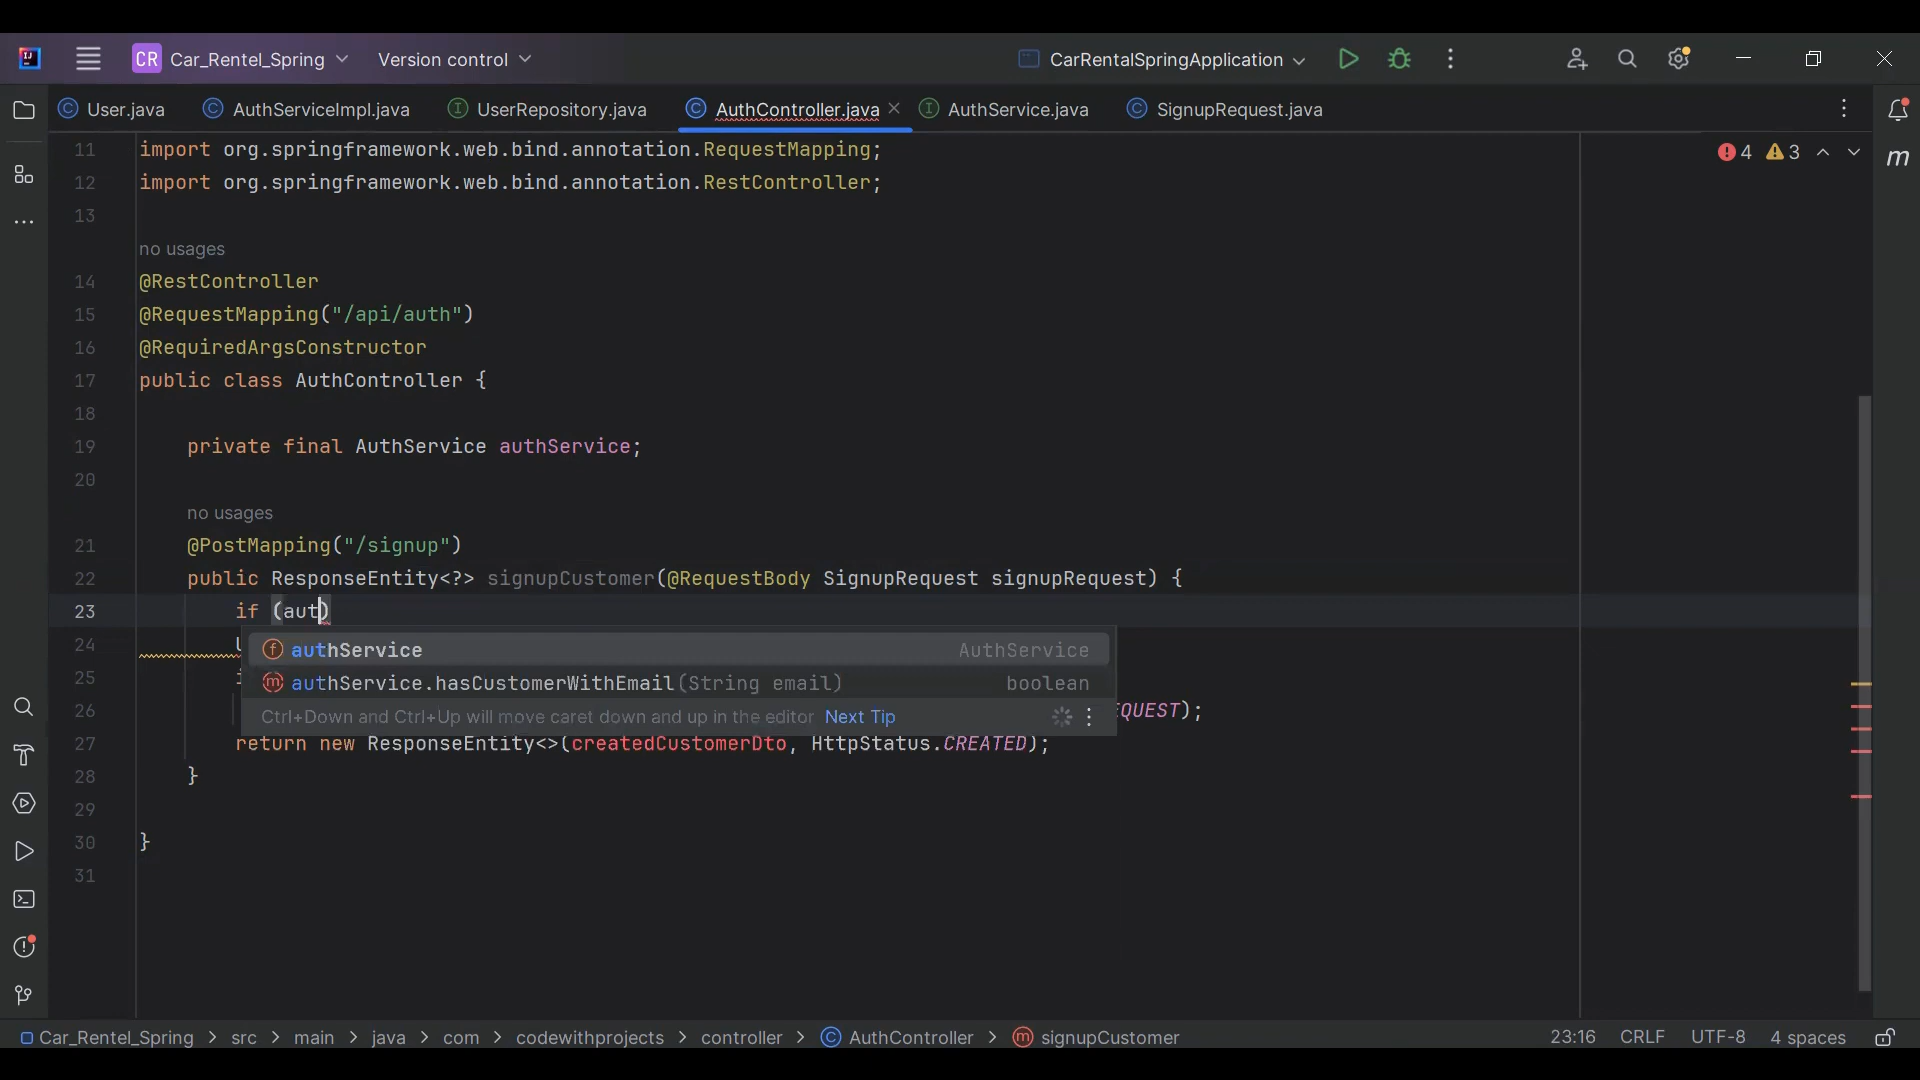 CR Car_Rentel_Spring Version control CarRentalSpringApplication
User.java AuthServiceImpl.java UserRepository.java AuthController.java AuthService.java SignupRequest.java
11 import org.springframework.web.bind.annotation.RequestMapping; 4 3
12 import org.springframework.web.bind.annotation.RestController;
13
no usages
14 @RestController
15 @RequestMapping("/api/auth")
16 @RequiredArgsConstructor
17 public class AuthController {
18
19 private final AuthService authService;
20
no usages
21 @PostMapping("/signup")
22 public ResponseEntity<?> signupCustomer(@RequestBody SignupRequest signupRequest) {
23 if (aut)
24
authService AuthService
25
authService.hasCustomerWithEmail(String email) boolean
26 QUEST);
Ctrl+Down and Ctrl+Up will move caret down and up in the editor Next Tip
27 return new ResponseEntity<>(createdCustomerDto, HttpStatus.CREATED);
28 }
29
30 }
31
Car_Rentel_Spring > src > main > java > com > codewithprojects > controller > AuthController > signupCustomer 23:16 CRLF UTF-8 4 spaces